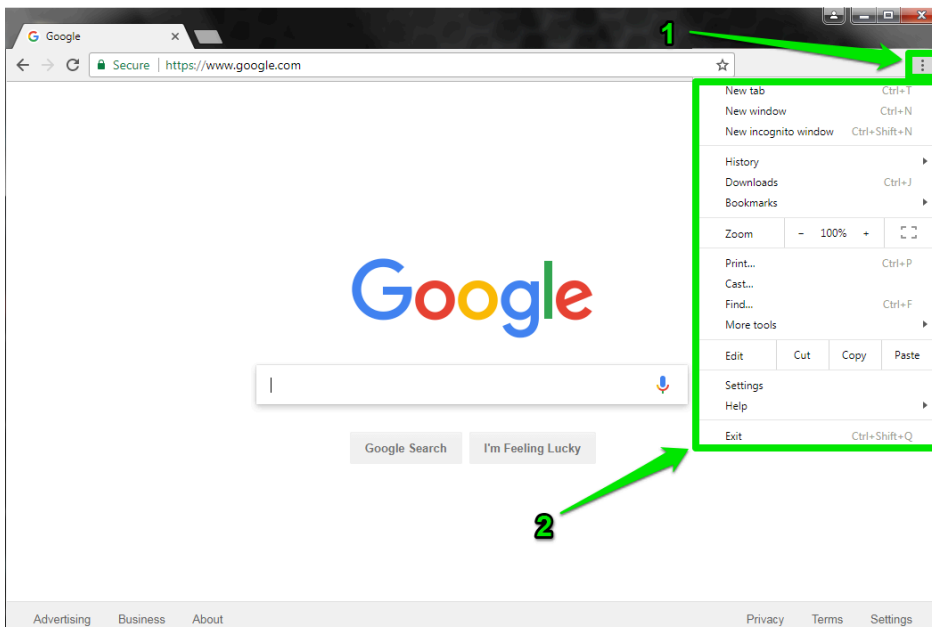 Google
1
Secure | https://www.google.com
New tab Ctrl+T
New window Ctrl+N
New incognito window Ctrl+Shift+N
History
Downloads Ctrl+J
Bookmarks
Zoom - 100% +
Print... Ctrl+P
Cast...
Find... Ctrl+F
More tools
Edit Cut Copy Paste
Settings
Help
Exit Ctrl+Shift+Q
Google
Google Search I'm Feeling Lucky
2
Advertising Business About Privacy Terms Settings